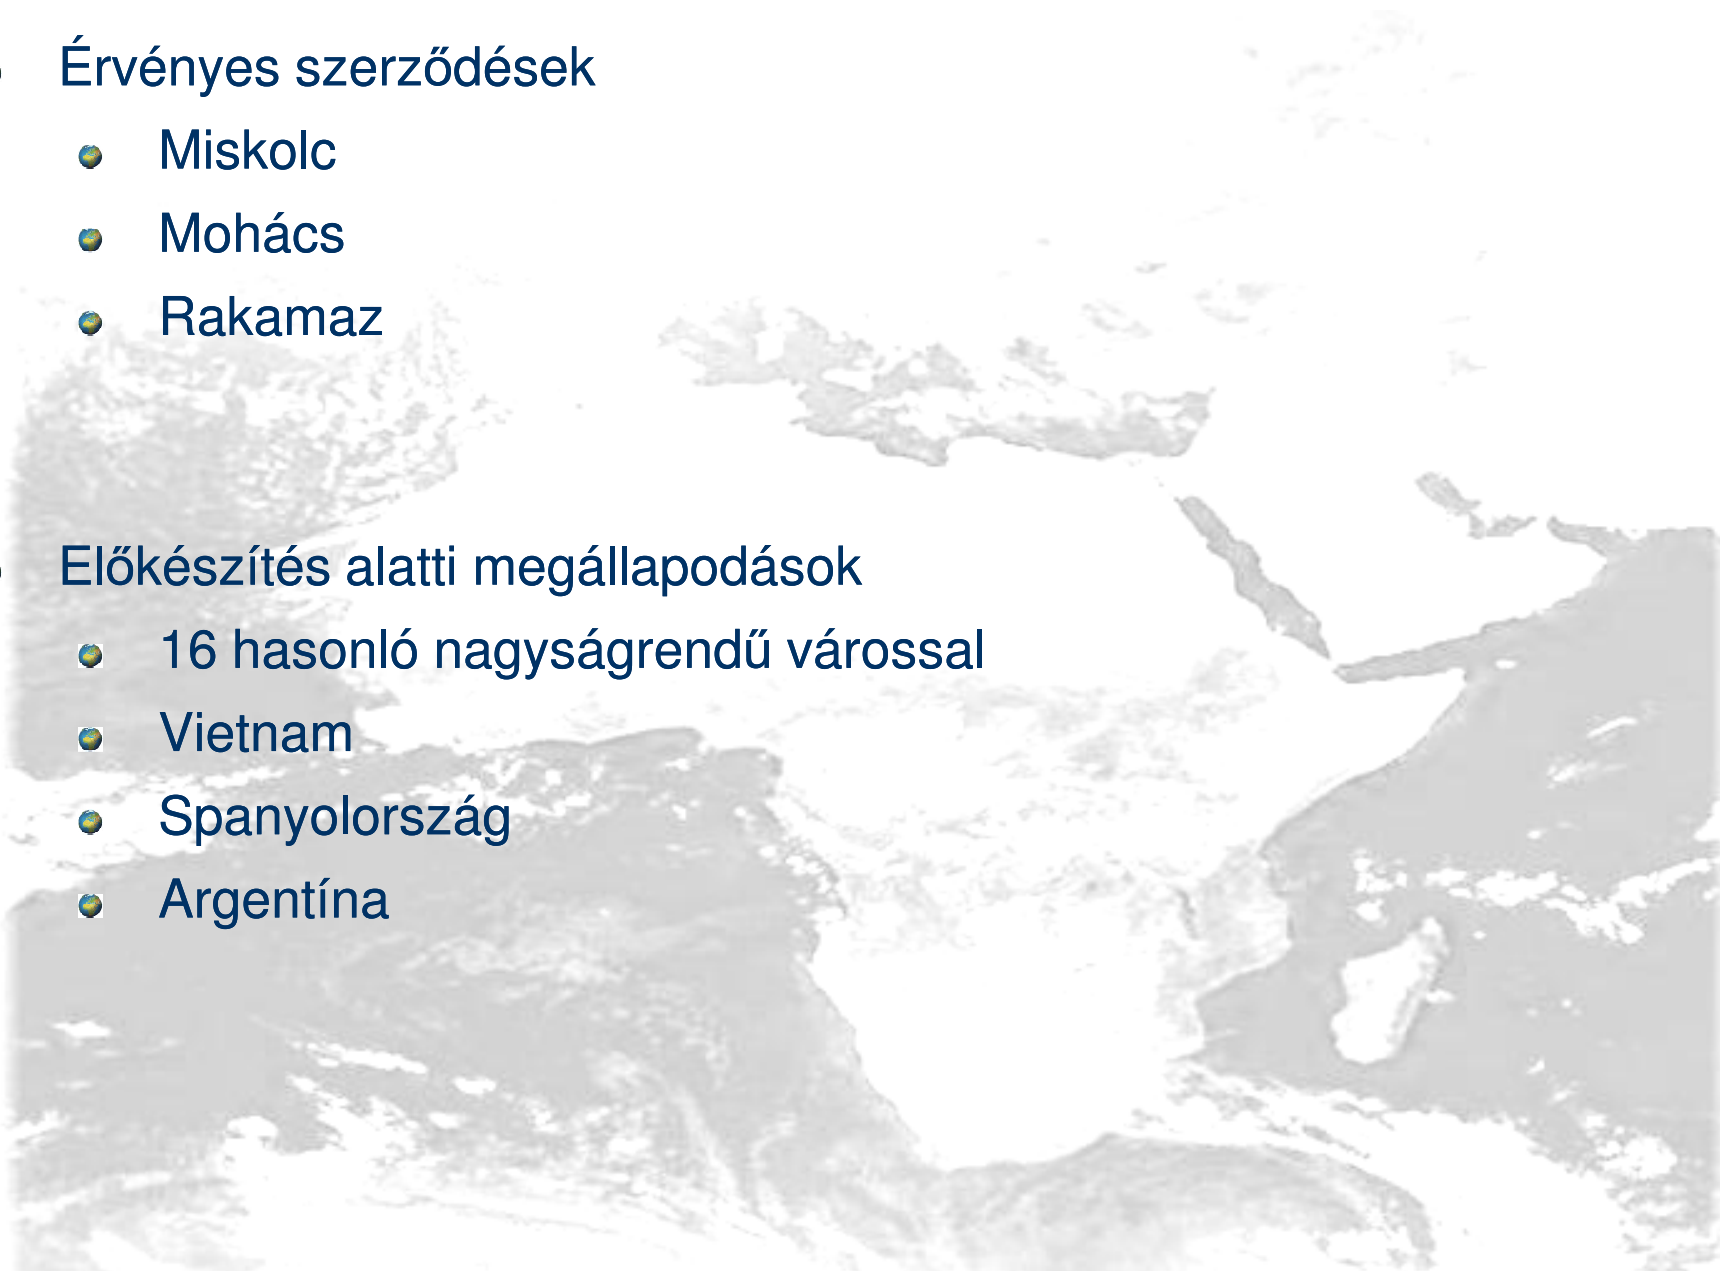 Érvényes szerződések
Miskolc
Mohács
Rakamaz
Előkészítés alatti megállapodások
16 hasonló nagyságrendű várossal
Vietnam
Spanyolország
Argentína